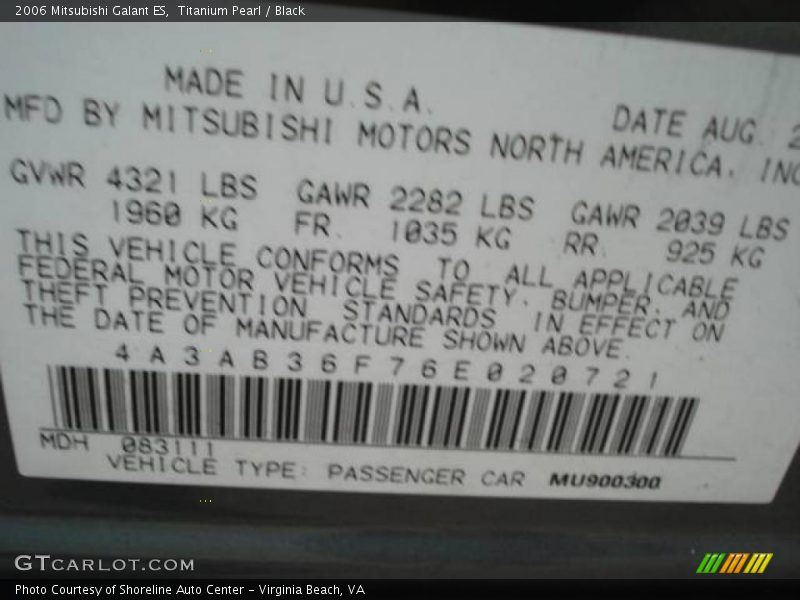 2006 Mitsubishi Galant ES,  Titanium Pearl / Black
MADE IN U.S.A.
DATE AUG. 2
MFD BY MITSUBISHI MOTORS NORTH AMERICA, INC
GVWR 4321 LBS GAWR 2282 LBS GAWR 2039 LBS
1960 KG FR. 1035 KG RR. 925 KG
THIS VEHICLE CONFORMS TO ALL APPLICABLE
FEDERAL MOTOR VEHICLE SAFETY, BUMPER, AND
THEFT PREVENTION STANDARDS IN EFFECT ON
THE DATE OF MANUFACTURE SHOWN ABOVE.
4A3AB36F76E020721
MDH 083111
VEHICLE TYPE: PASSENGER CAR MU900300
GTCARLOT.COM
Photo Courtesy of Shoreline Auto Center - Virginia Beach, VA